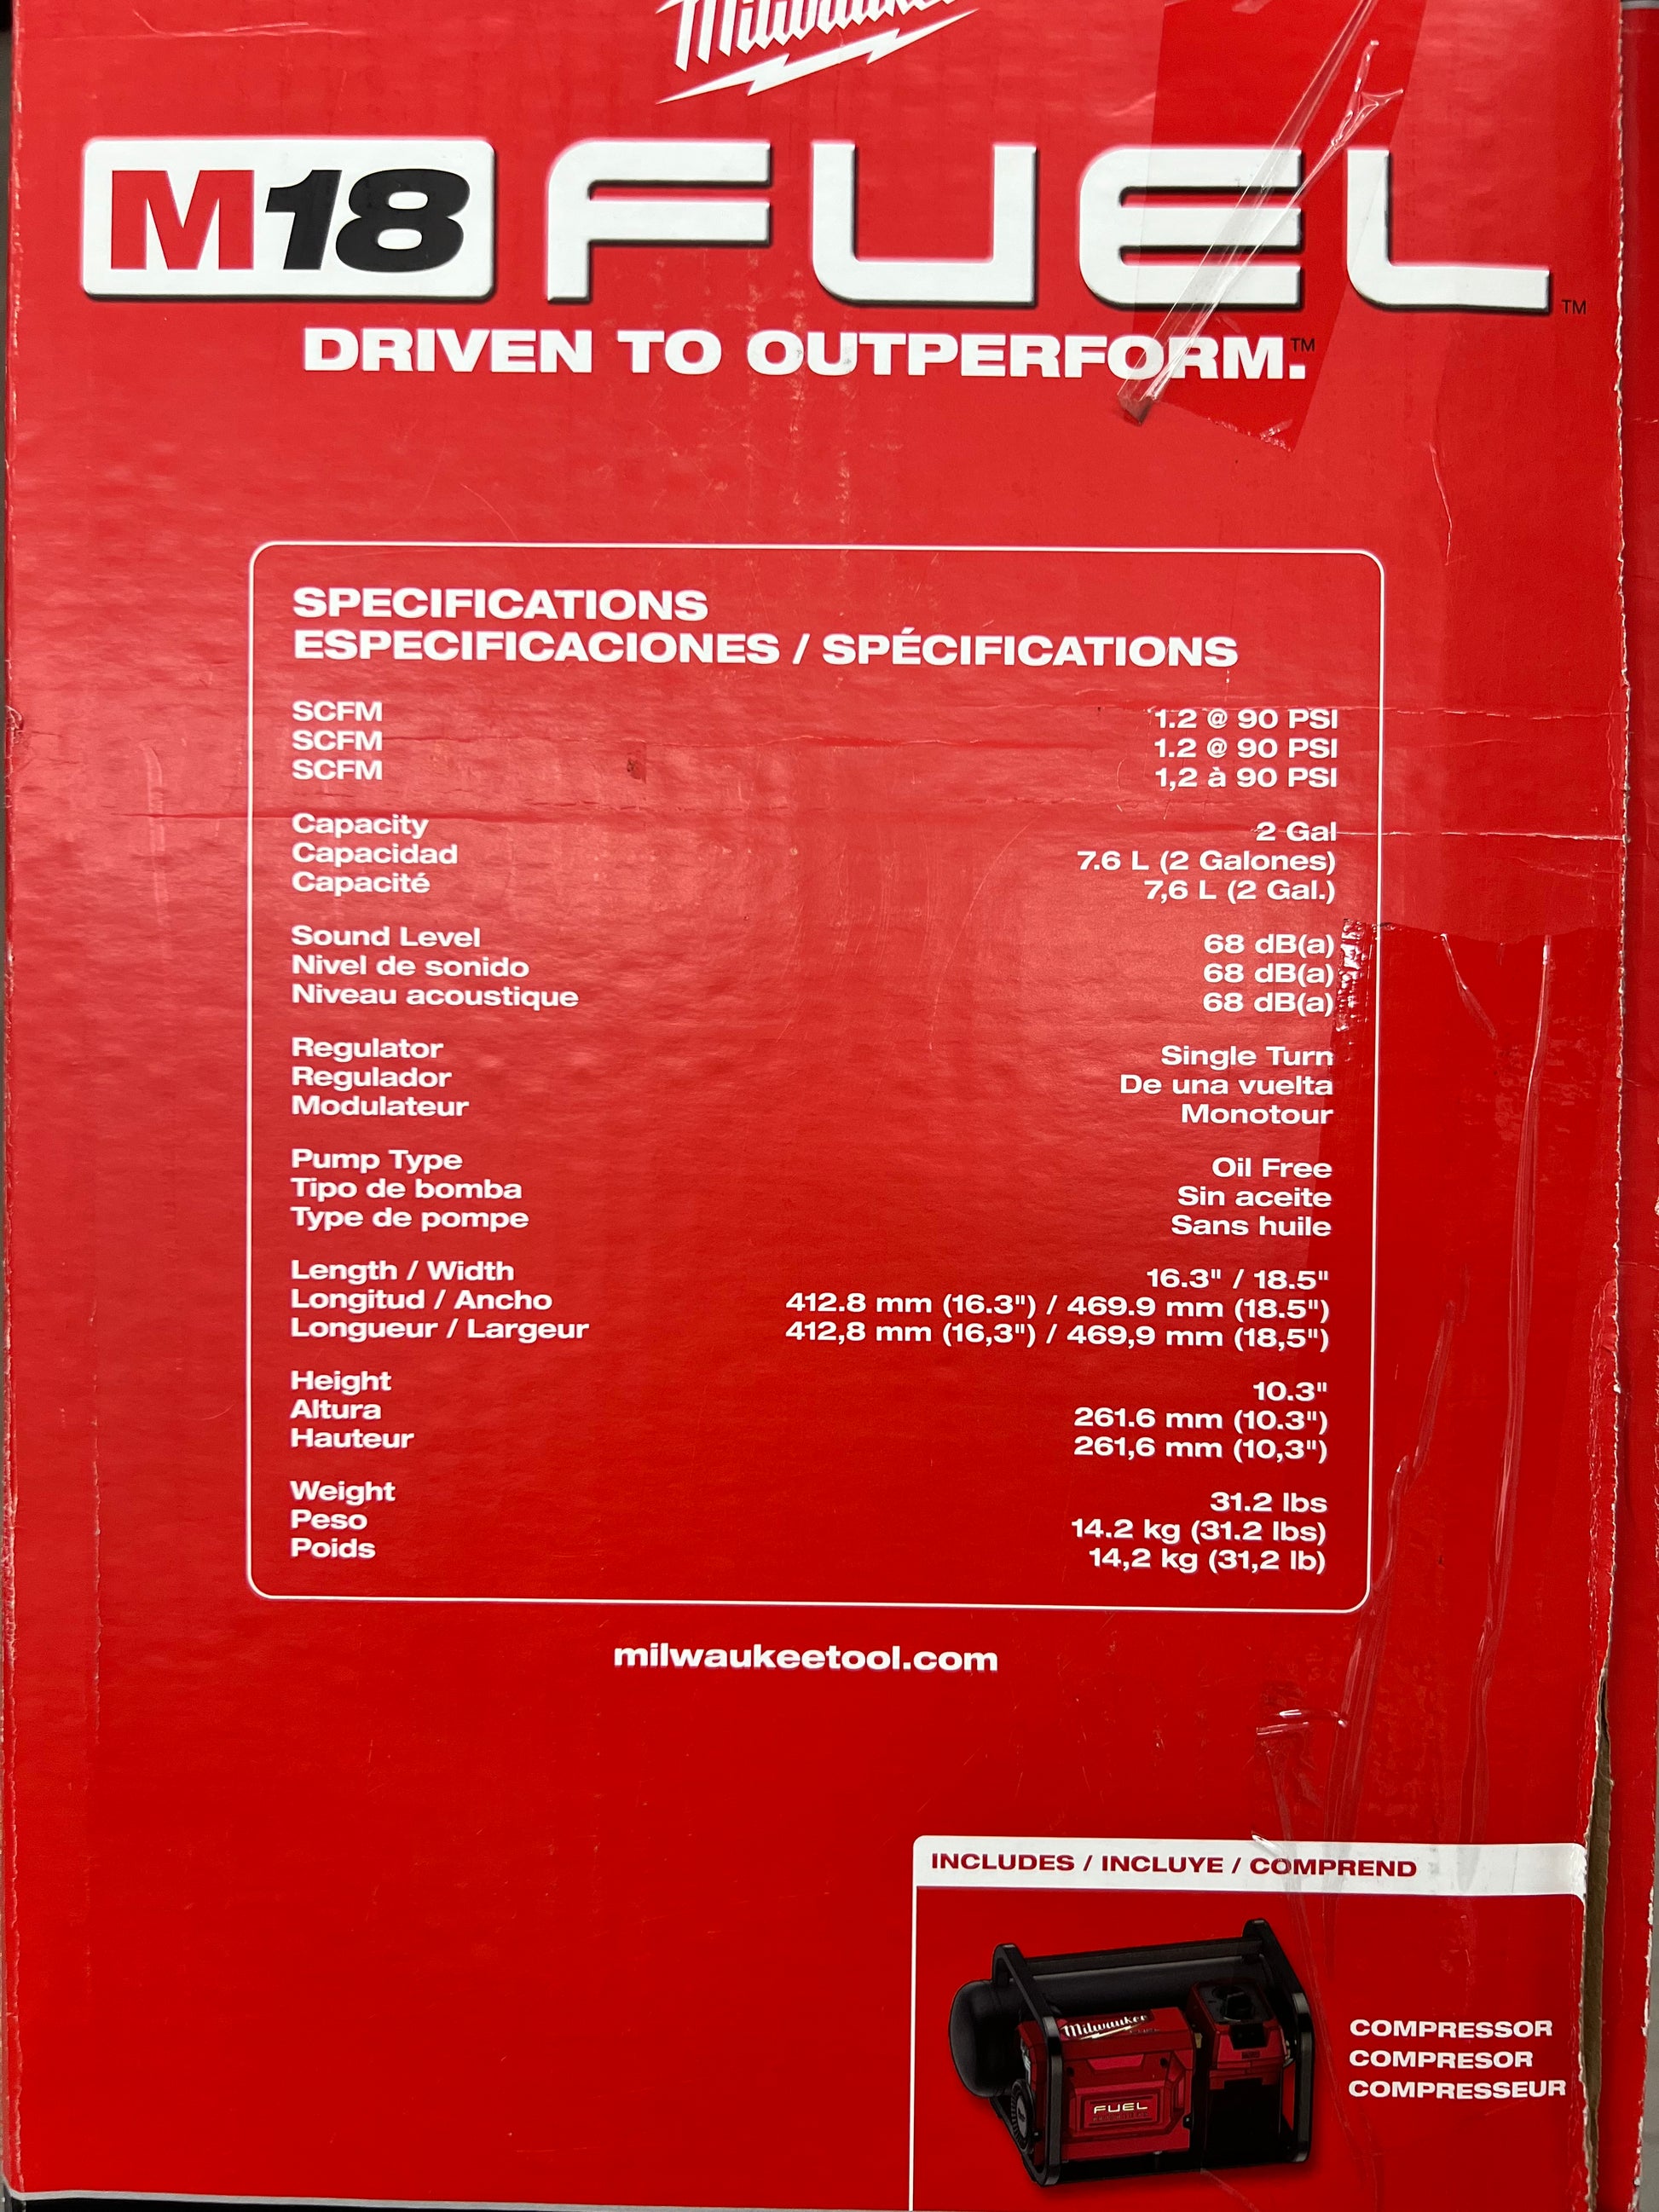 Milwaukee
M18 FUEL™
DRIVEN TO OUTPERFORM.™
SPECIFICATIONS
ESPECIFICACIONES / SPÉCIFICATIONS
SCFM 1.2 @ 90 PSI
SCFM 1.2 @ 90 PSI
SCFM 1,2 à 90 PSI
Capacity 2 Gal
Capacidad 7.6 L (2 Galones)
Capacité 7,6 L (2 Gal.)
Sound Level 68 dB(a)
Nivel de sonido 68 dB(a)
Niveau acoustique 68 dB(a)
Regulator Single Turn
Regulador De una vuelta
Modulateur Monotour
Pump Type Oil Free
Tipo de bomba Sin aceite
Type de pompe Sans huile
Length / Width 16.3" / 18.5"
Longitud / Ancho 412.8 mm (16.3") / 469.9 mm (18.5")
Longueur / Largeur 412,8 mm (16,3") / 469,9 mm (18,5")
Height 10.3"
Altura 261.6 mm (10.3")
Hauteur 261,6 mm (10,3")
Weight 31.2 lbs
Peso 14.2 kg (31.2 lbs)
Poids 14,2 kg (31,2 lb)
milwaukeetool.com
INCLUDES / INCLUYE / COMPREND
Milwaukee
FUEL
COMPRESSOR
COMPRESOR
COMPRESSEUR